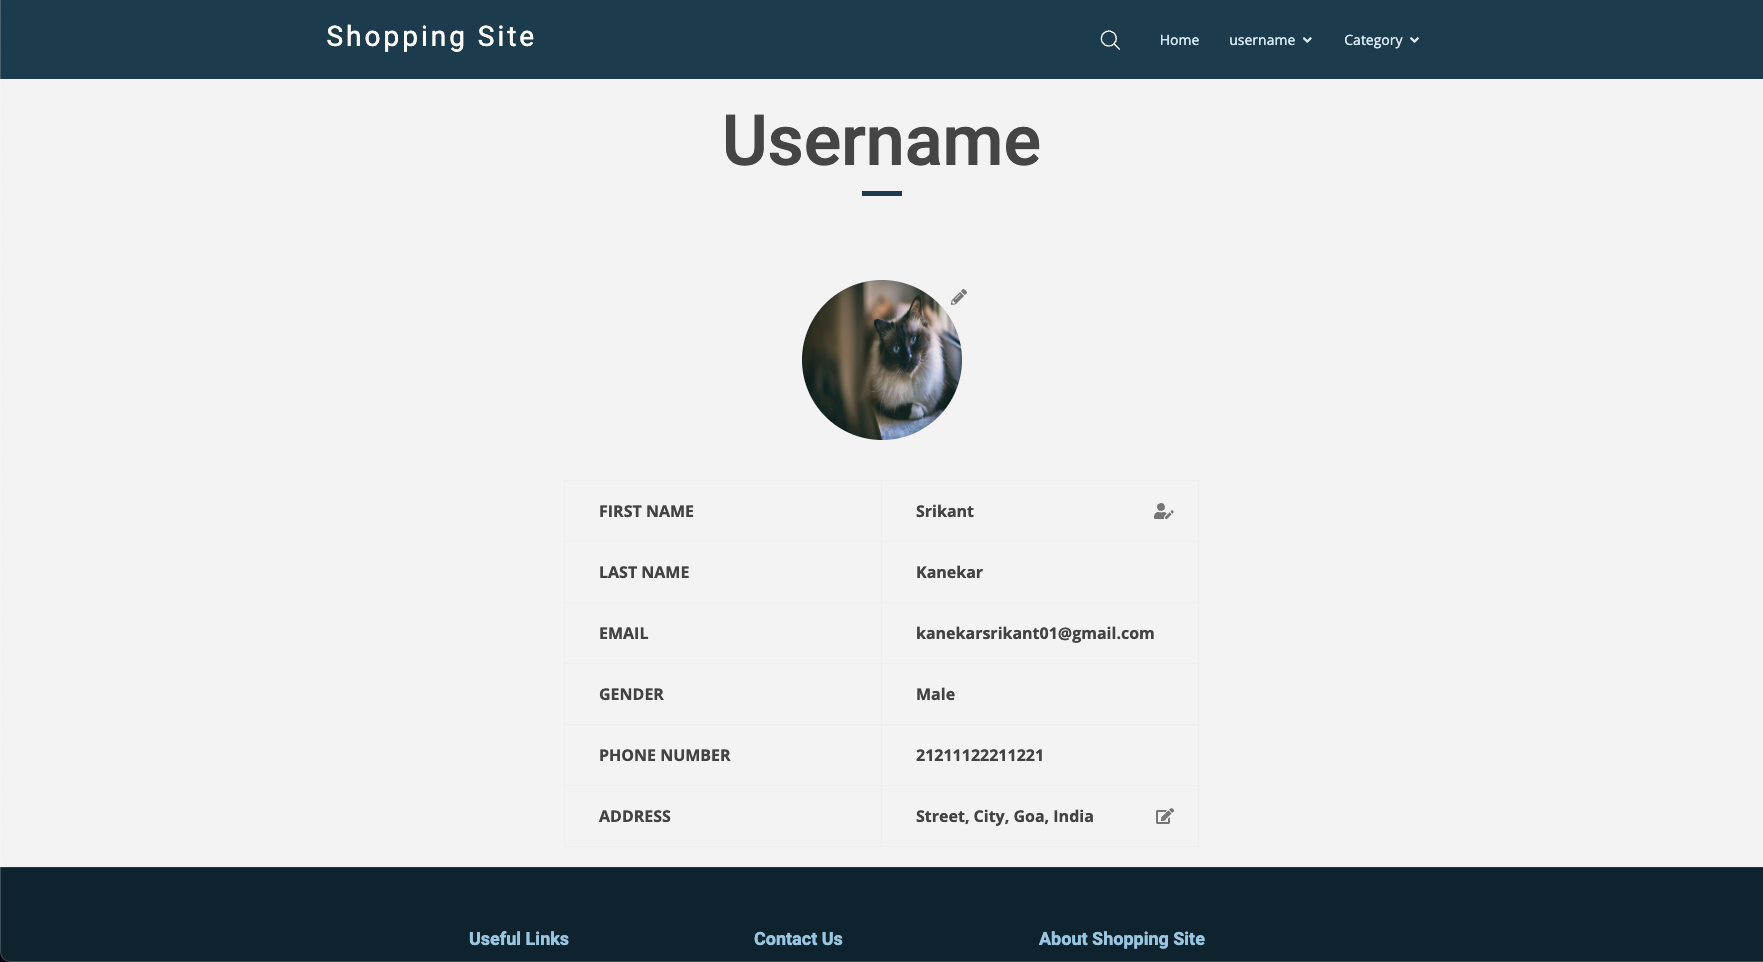 Shopping Site
Home username Category
Username
FIRST NAME Srikant
LAST NAME Kanekar
EMAIL kanekarsrikant01@gmail.com
GENDER Male
PHONE NUMBER 21211122211221
ADDRESS Street, City, Goa, India
Useful Links Contact Us About Shopping Site